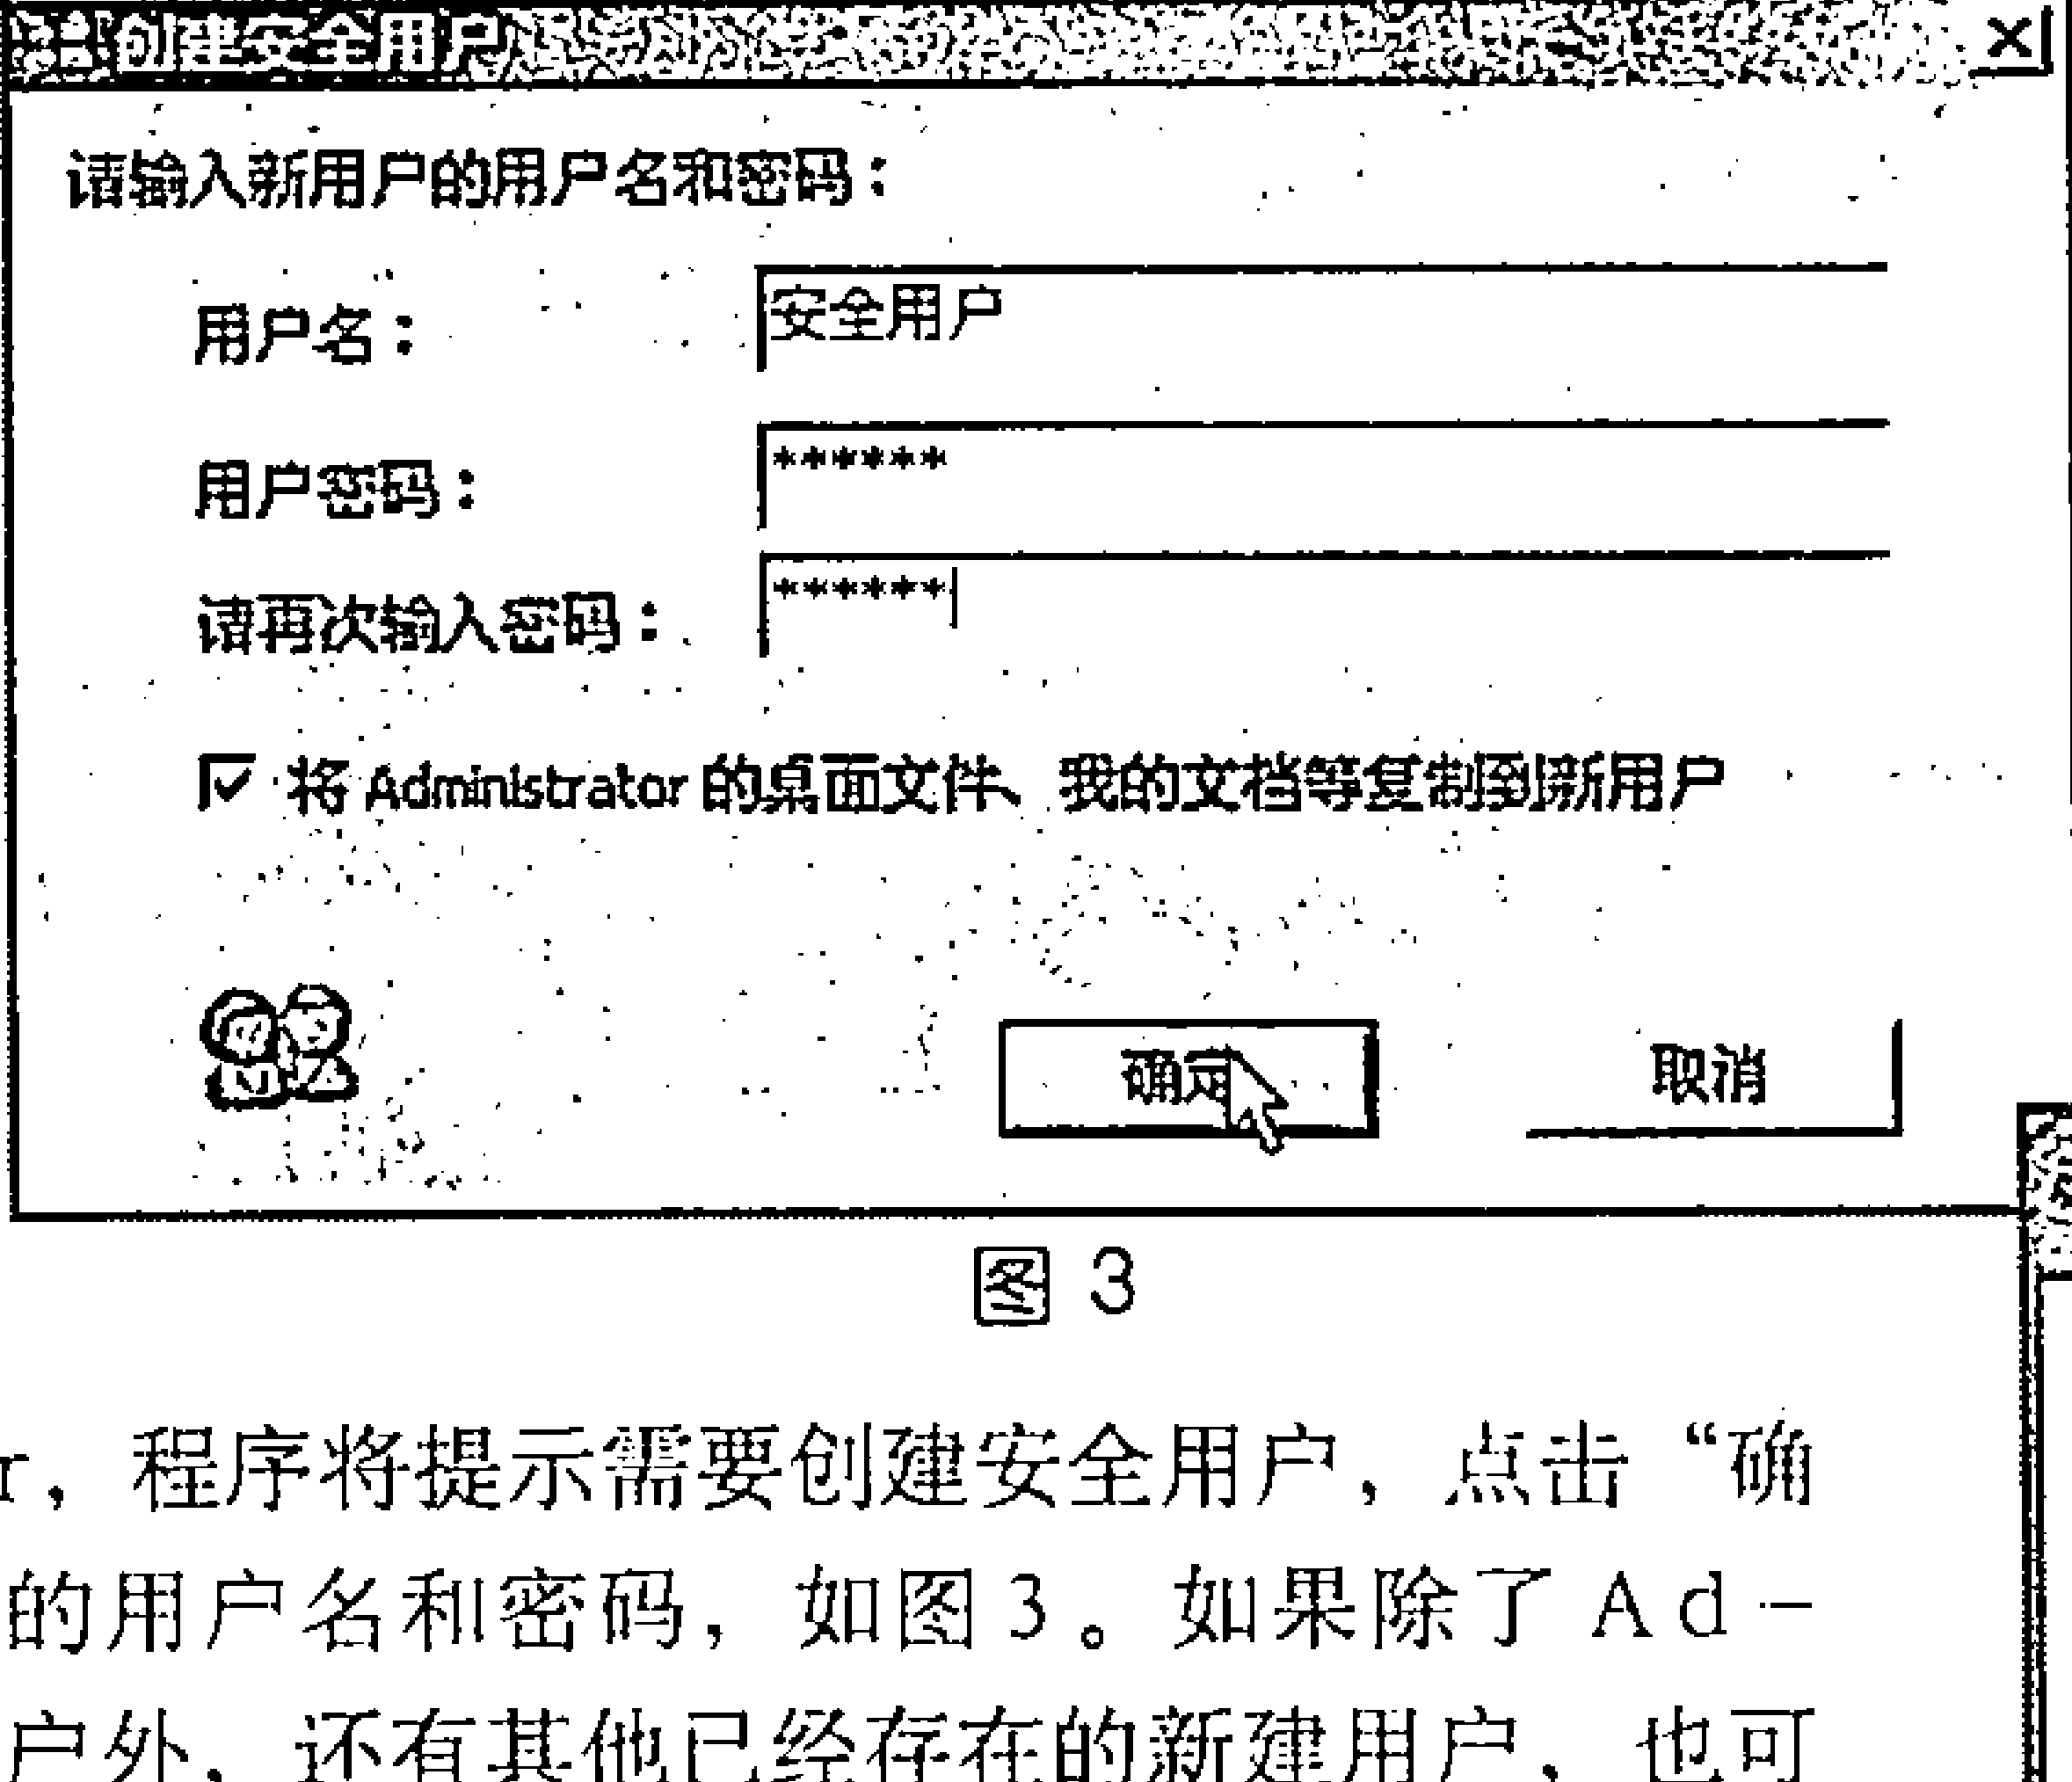 创建安全用户
请输入新用户的用户名和密码：
用户名：
安全用户
用户密码：
******
请再次输入密码：
******
将 Administrator 的桌面文件、我的文档等复制到新用户
确定
取消
图 3
r，程序将提示需要创建安全用户，点击“确
的用户名和密码，如图3。如果除了Ad-
户外，还有其他已经存在的新建用户，也可